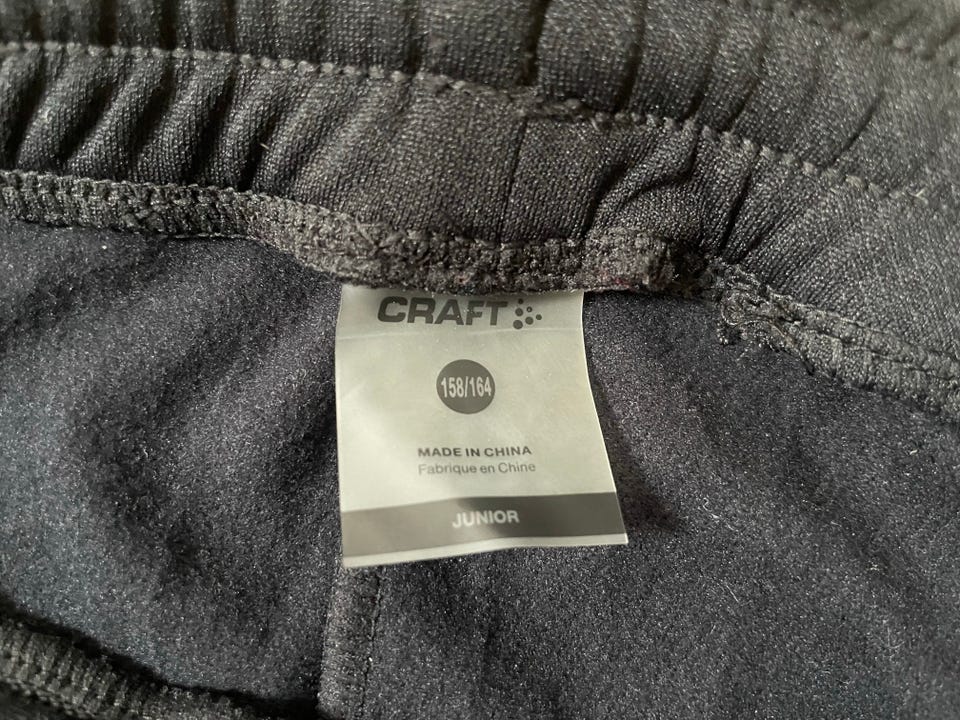 CRAFT
158/164
MADE IN CHINA
Fabrique en Chine
JUNIOR